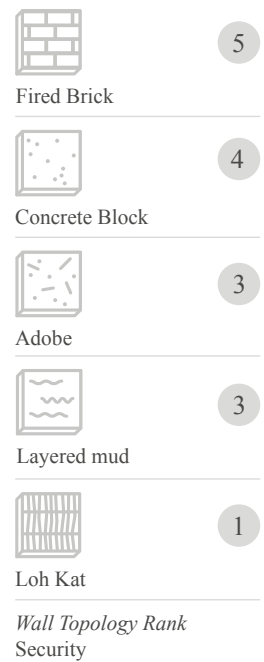 5
Fired Brick
4
Concrete Block
3
Adobe
3
Layered mud
1
Loh Kat
Wall Topology Rank
Security